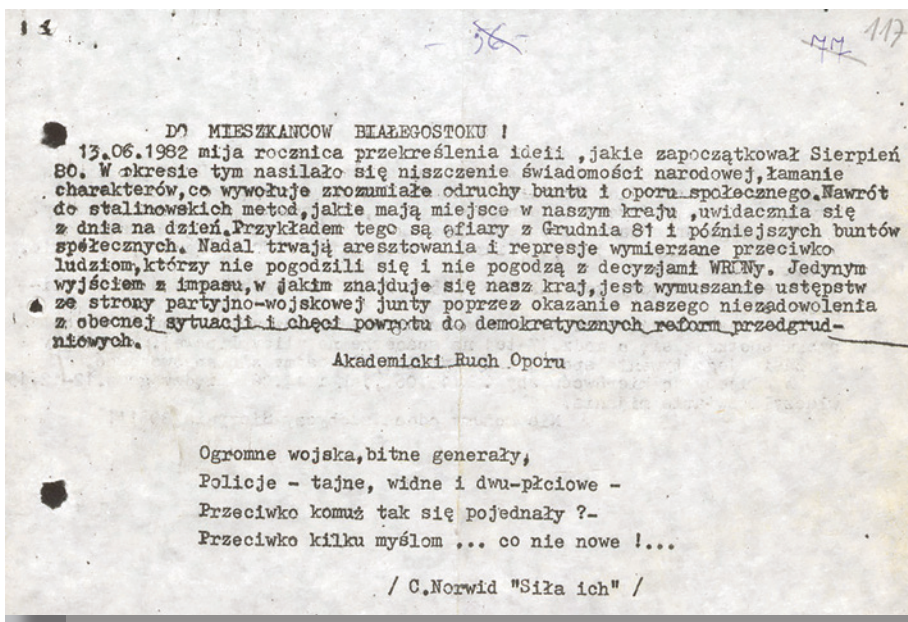 - 36 -
77
117
DO MIESZKANCOW BIAŁEGOSTOKU !
13.06.1982 mija rocznica przekreślenia ideii ,jakie zapoczątkował Sierpień
80. W okresie tym nasilało się niszczenie świadomości narodowej,łamanie
charakterów,co wywołuje zrozumiałe odruchy buntu i oporu społecznego.Nawrót
do stalinowskich metod,jakie mają miejsce w naszym kraju ,uwidacznia się
z dnia na dzień.Przykładem tego są ofiary z Grudnia 81 i późniejszych buntów
społecznych. Nadal trwają aresztowania i represje wymierzane przeciwko
ludziom,którzy nie pogodzili się i nie pogodzą z decyzjami WRONy. Jedynym
wyjściem z impasu,w jakim znajduje się nasz kraj,jest wymuszanie ustępstw
ze strony partyjno-wojskowej junty poprzez okazanie naszego niezadowolenia
z obecnej sytuacji i chęci powrotu do demokratycznych reform przedgrud-
niowych.
Akademicki Ruch Oporu
Ogromne wojska,bitne generały,
Policje - tajne, widne i dwu-płciowe -
Przeciwko komuż tak się pojednały ?-
Przeciwko kilku myślom ... co nie nowe !...
/ C.Norwid "Siła ich" /